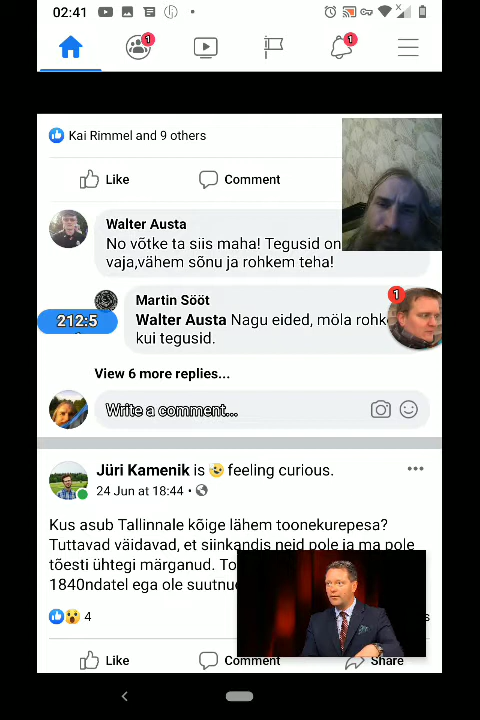 02:41
1
1
Kai Rimmel and 9 others
Like
Comment
Walter Austa
No võtke ta siis maha! Tegusid on
vaja,vähem sõnu ja rohkem teha!
Martin Sööt
1
212:5
Walter Austa Nagu eided, möla
kui tegusid.
View 6 more replies...
Write a comment...
Jüri Kamenik is 🤣 feeling curious.
24 Jun at 18:44
Kus asub Tallinnale kõige lähem toonekurepesa?
Tuttavad väidavad, et siinkandis neid pole ja ma pole
tõesti ühtegi märganud.
1840ndatel ega ole
4
Like
Comment
Share